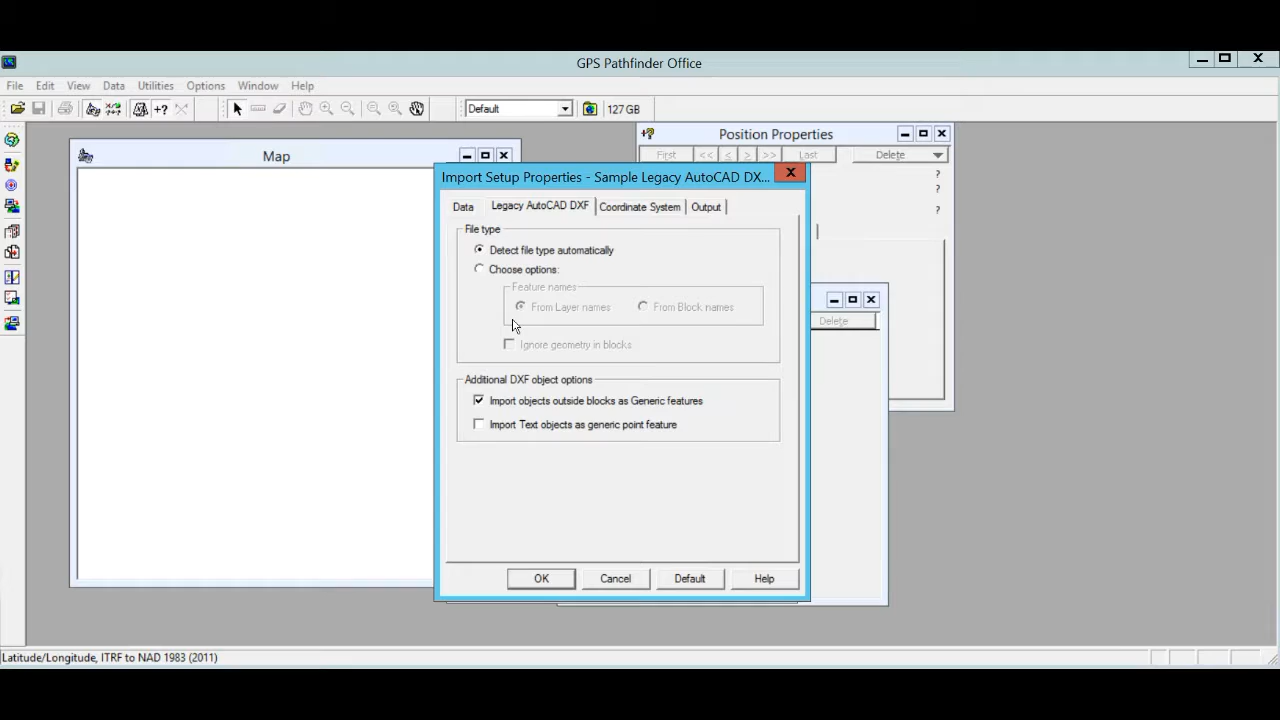 GPS Pathfinder Office
File Edit View Data Utilities Options Window Help
Default 127 GB
Map
Position Properties
First << < > >> Last Delete
?
?
?
Import Setup Properties - Sample Legacy AutoCAD DX...
Data Legacy AutoCAD DXF Coordinate System Output
File type
Detect file type automatically
Choose options:
Feature names
From Layer names From Block names
Delete
Ignore geometry in blocks
Additional DXF object options
Import objects outside blocks as Generic features
Import Text objects as generic point feature
OK Cancel Default Help
Latitude/Longitude, ITRF to NAD 1983 (2011)